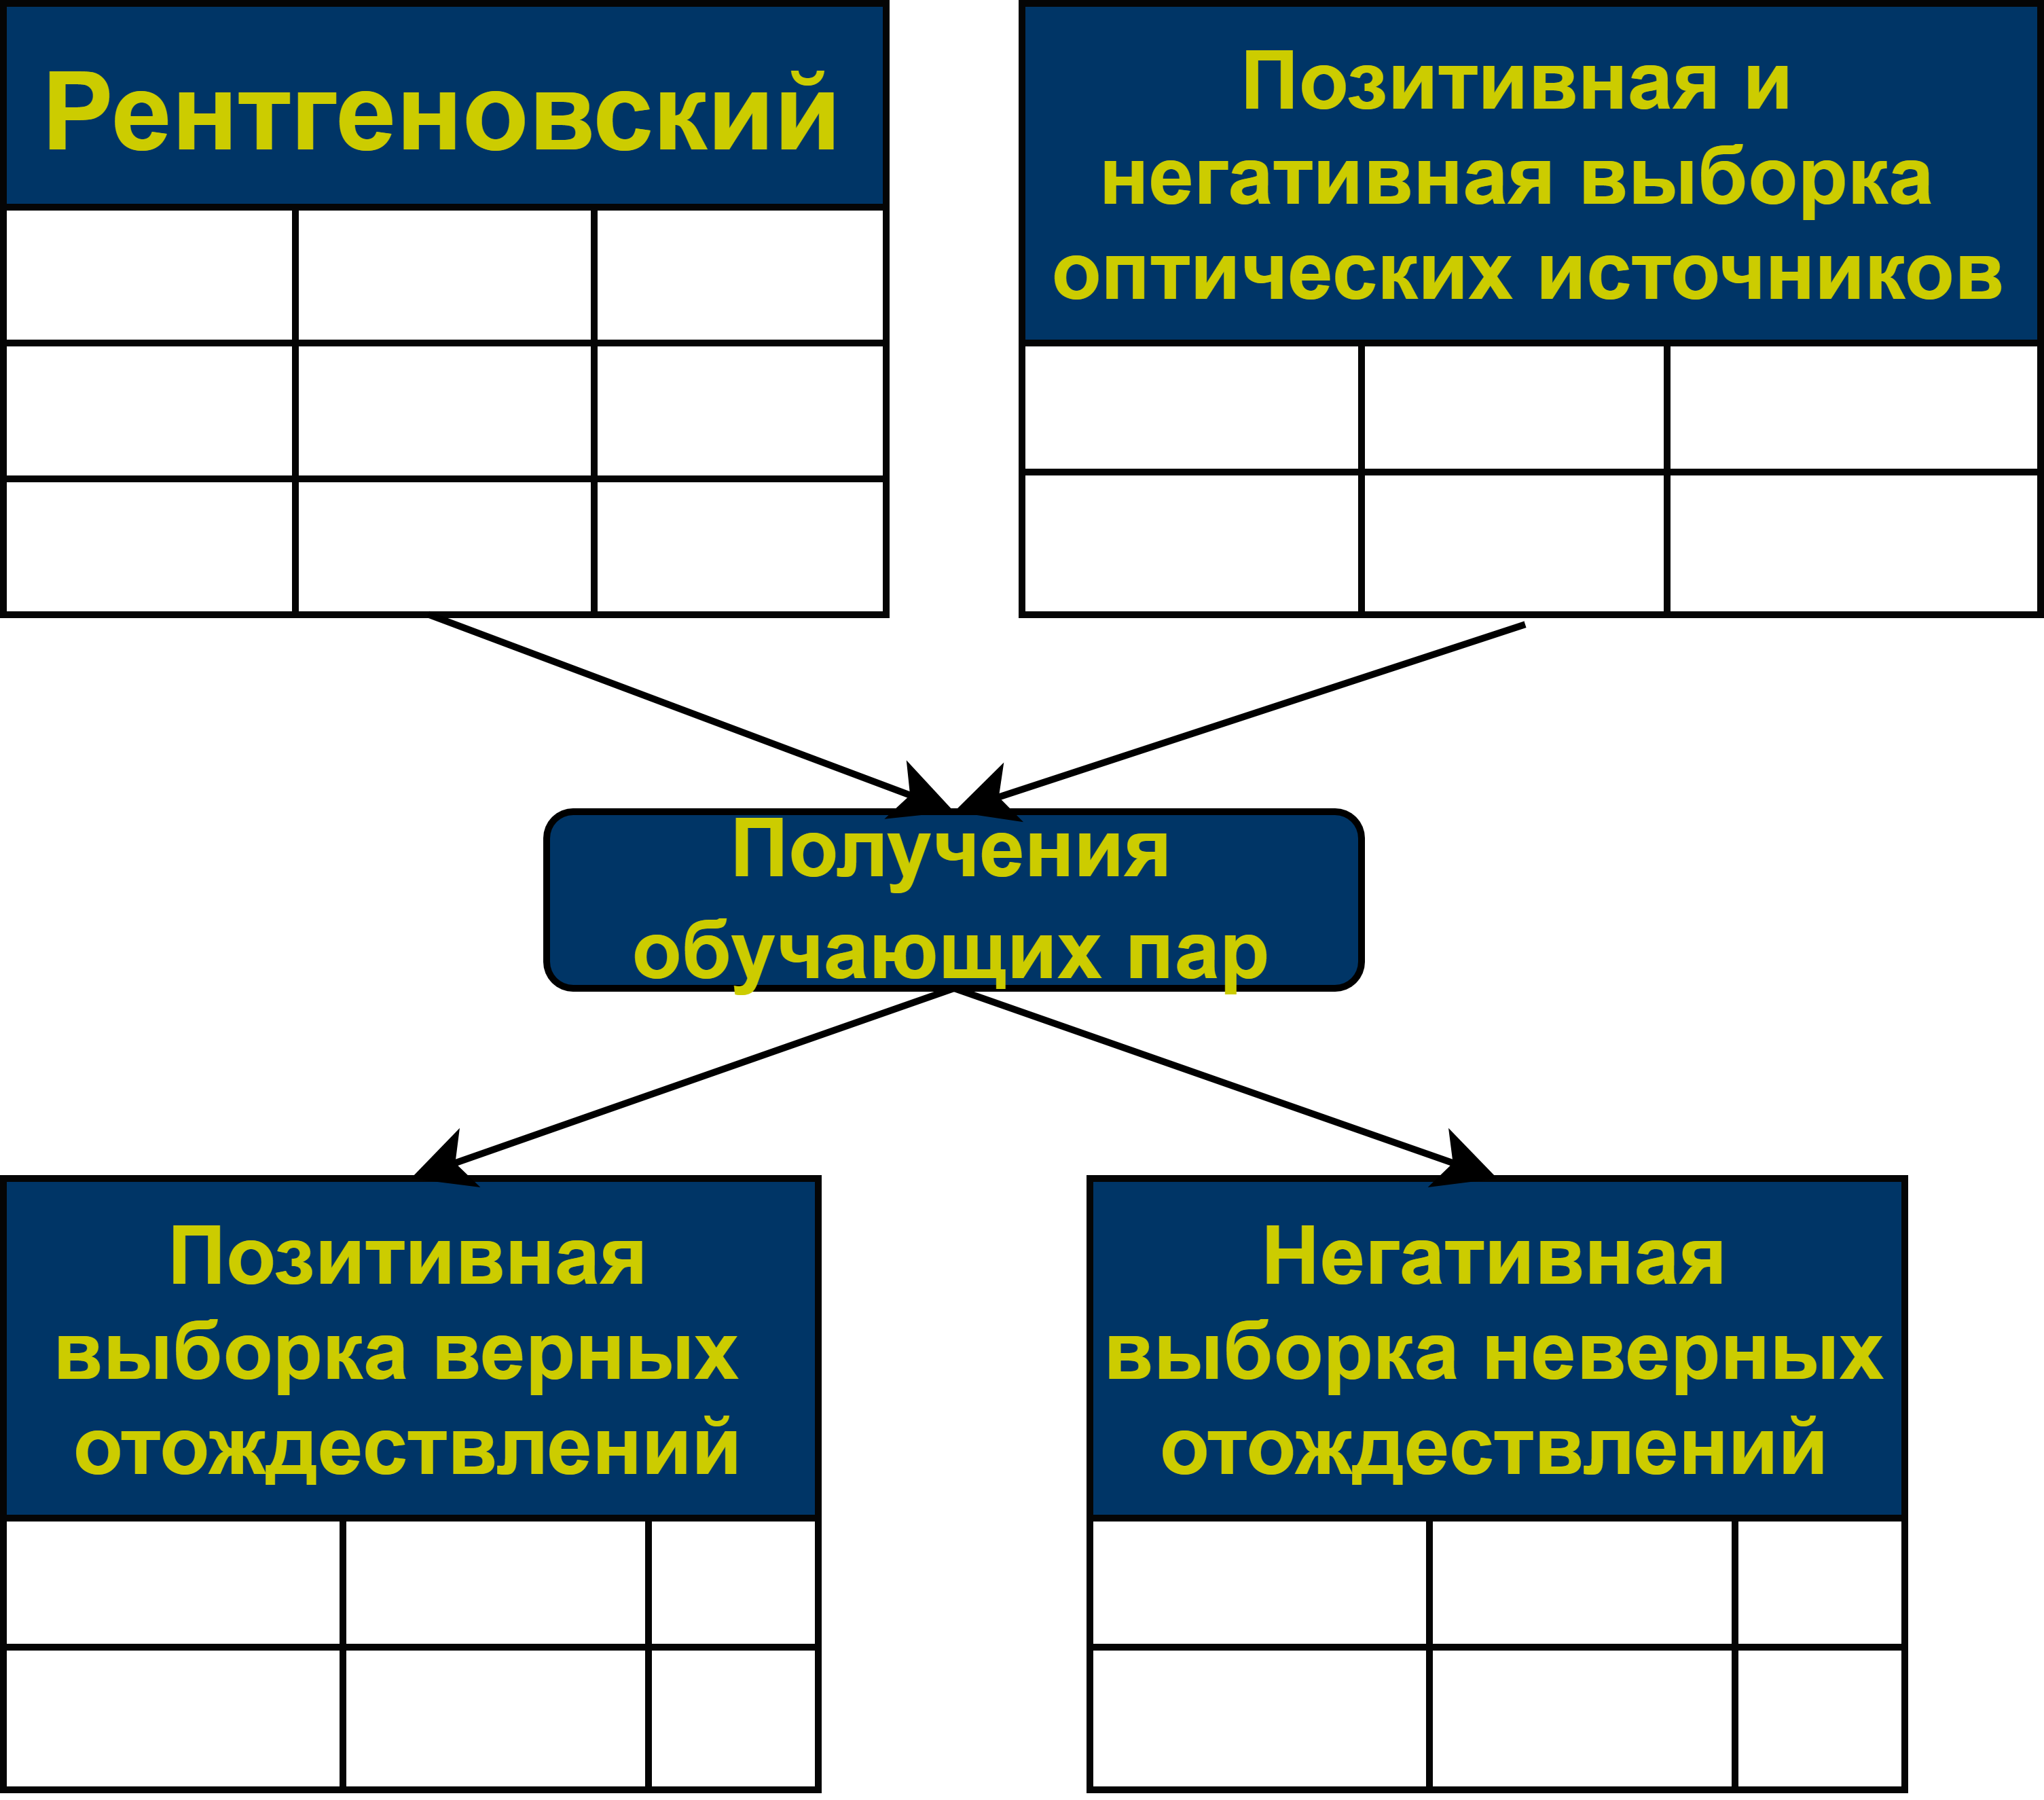 Рентгеновский
Позитивная и
негативная выборка
оптических источников
Получения
обучающих пар
Позитивная
выборка верных
отождествлений
Негативная
выборка неверных
отождествлений